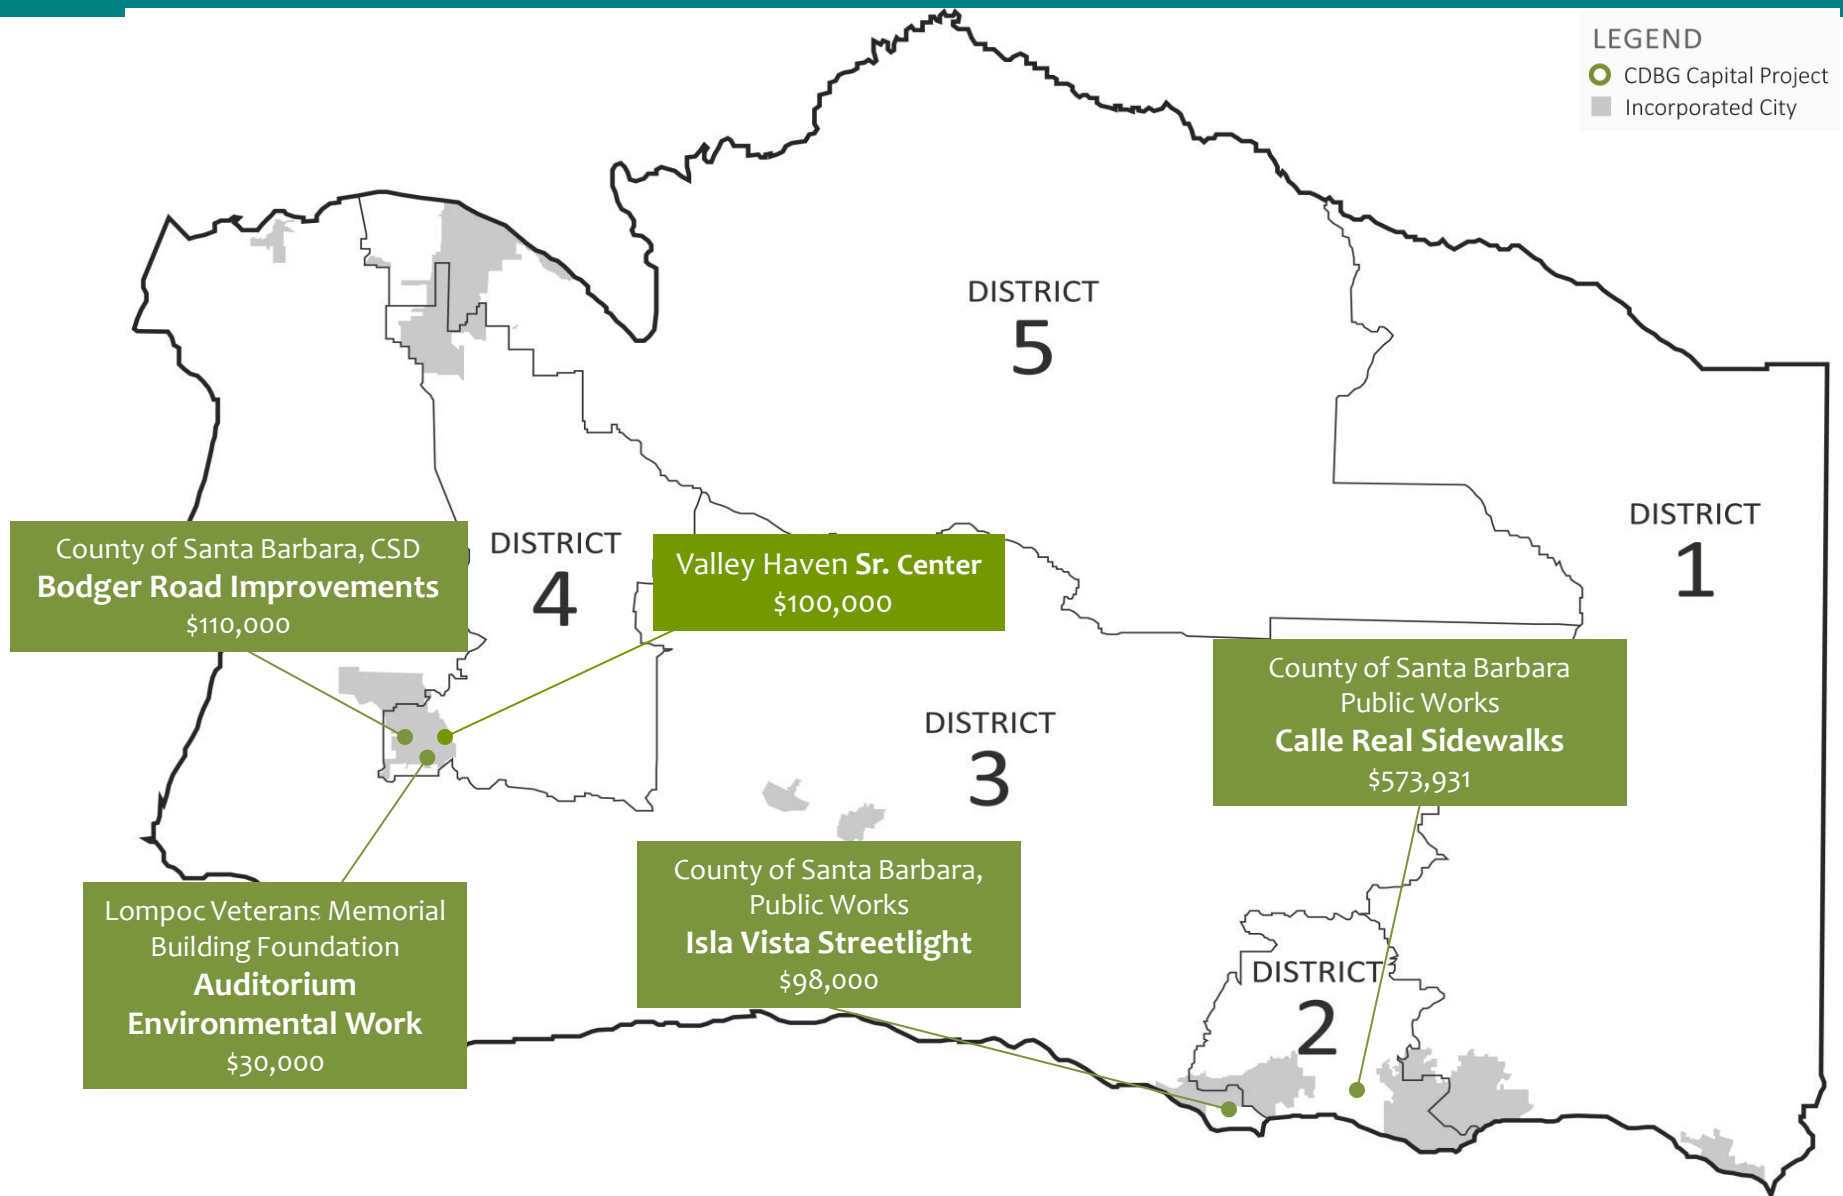 LEGEND
CDBG Capital Project
Incorporated City
DISTRICT
5
DISTRICT
1
County of Santa Barbara, CSD
Bodger Road Improvements
$110,000
DISTRICT
4
Valley Haven Sr. Center
$100,000
County of Santa Barbara
Public Works
Calle Real Sidewalks
$573,931
DISTRICT
3
County of Santa Barbara,
Public Works
Isla Vista Streetlight
$98,000
Lompoc Veterans Memorial
Building Foundation
Auditorium
Environmental Work
$30,000
DISTRICT
2